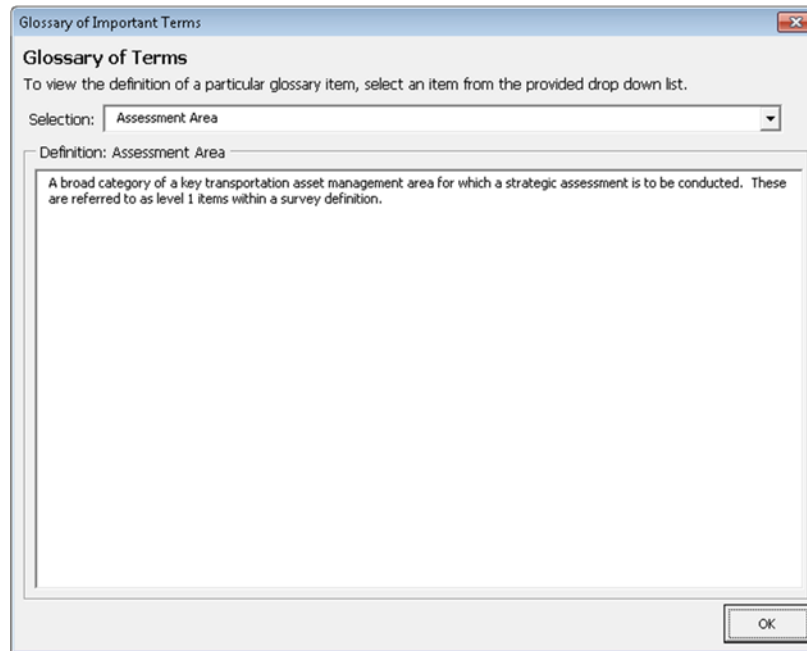 Glossary of Important Terms
Glossary of Terms
To view the definition of a particular glossary item, select an item from the provided drop down list.
Selection: Assessment Area
Definition: Assessment Area
A broad category of a key transportation asset management area for which a strategic assessment is to be conducted.  These
are referred to as level 1 items within a survey definition.
OK